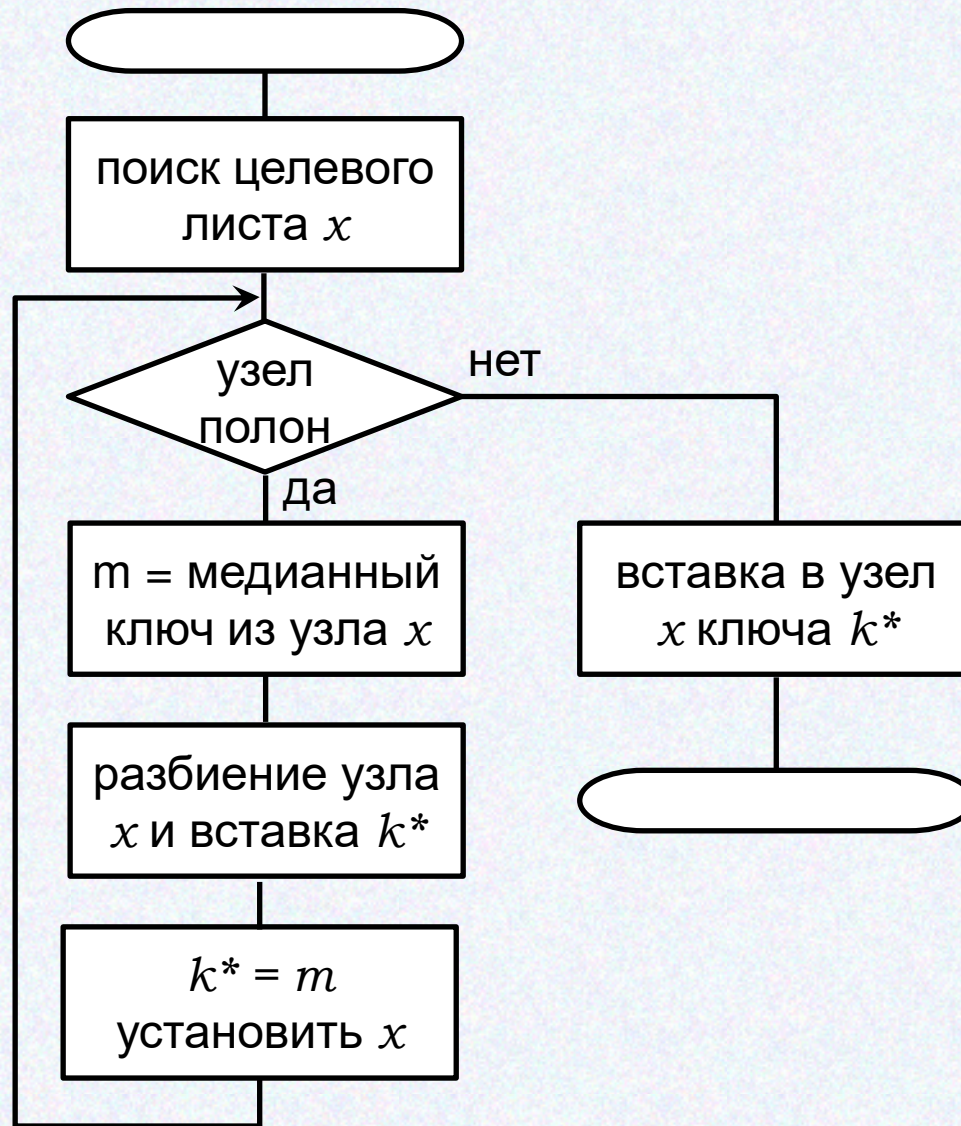 поиск целевого
листа x
узел
полон
нет
да
m = медианный
ключ из узла x
вставка в узел
x ключа k*
разбиение узла
x и вставка k*
k* = m
установить x